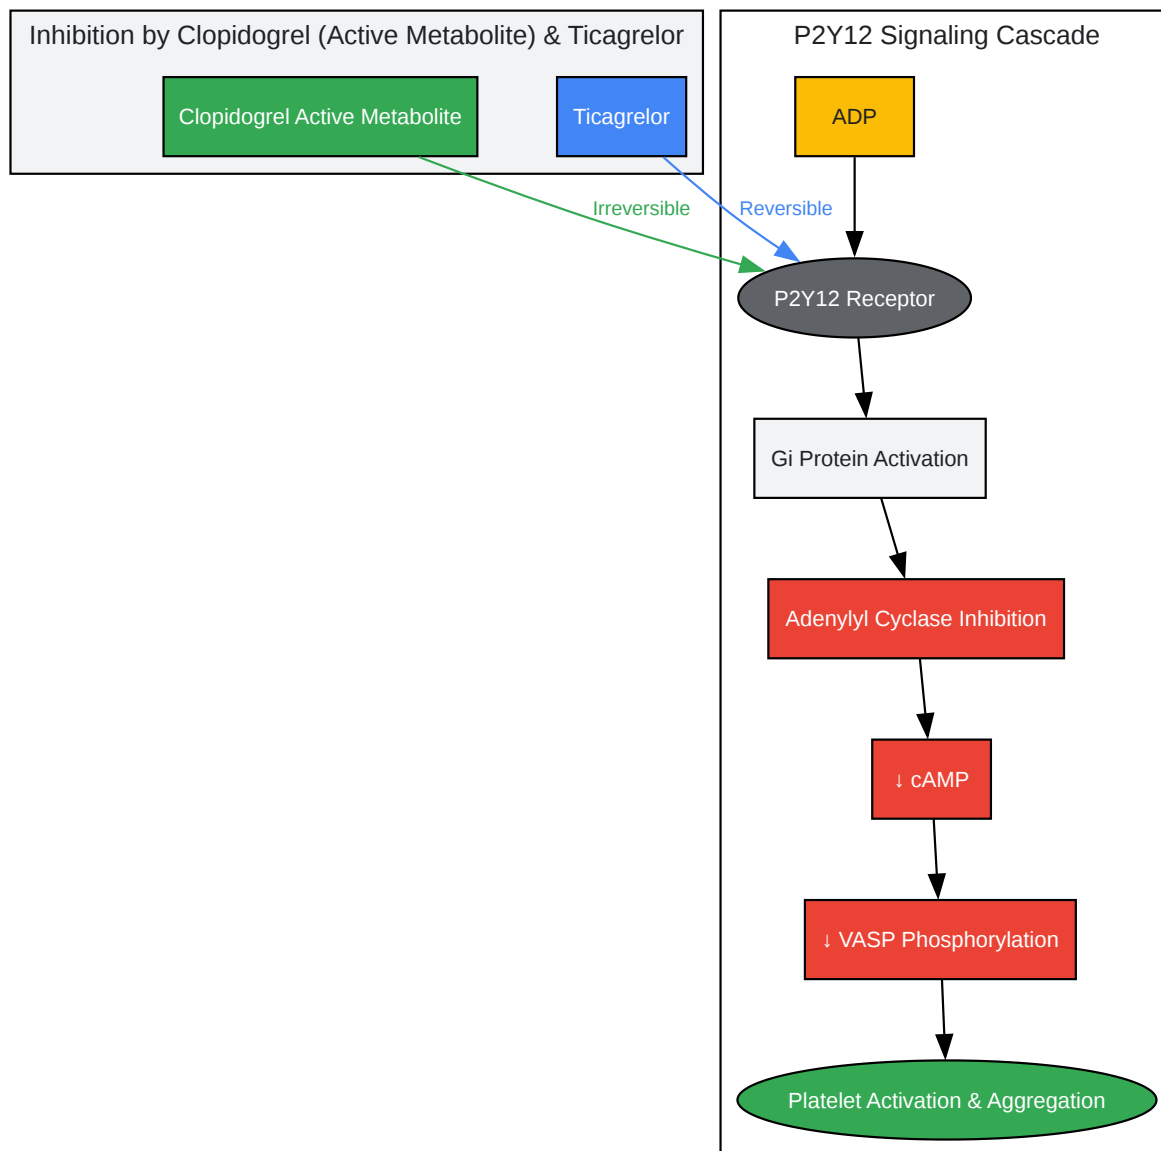 Inhibition by Clopidogrel (Active Metabolite) & Ticagrelor
Clopidogrel Active Metabolite
Ticagrelor
Irreversible
Reversible
P2Y12 Signaling Cascade
ADP
P2Y12 Receptor
Gi Protein Activation
Adenylyl Cyclase Inhibition
↓ cAMP
↓ VASP Phosphorylation
Platelet Activation & Aggregation